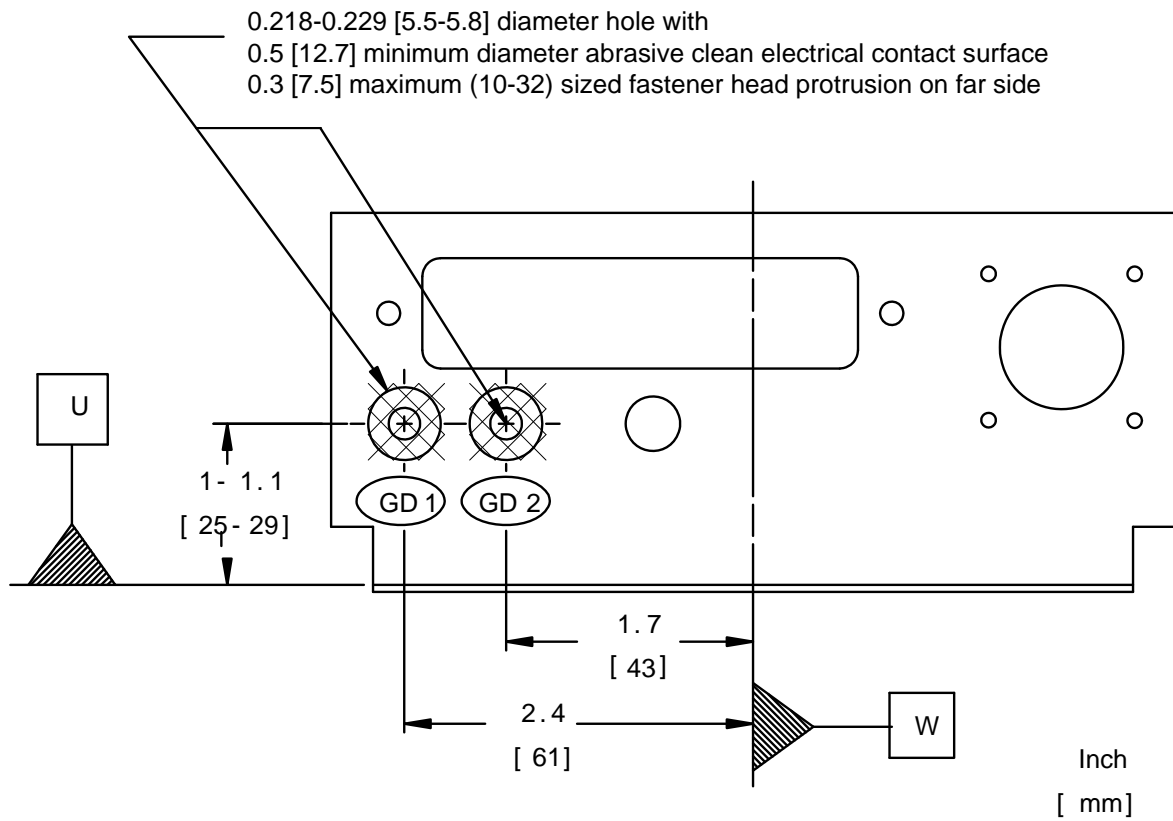 0.218-0.229 [5.5-5.8] diameter hole with
0.5 [12.7] minimum diameter abrasive clean electrical contact surface
0.3 [7.5] maximum (10-32) sized fastener head protrusion on far side
U
1- 1.1
[ 25- 29]
GD 1
GD 2
1.7
[ 43]
2.4
[ 61]
W
Inch
[ mm]